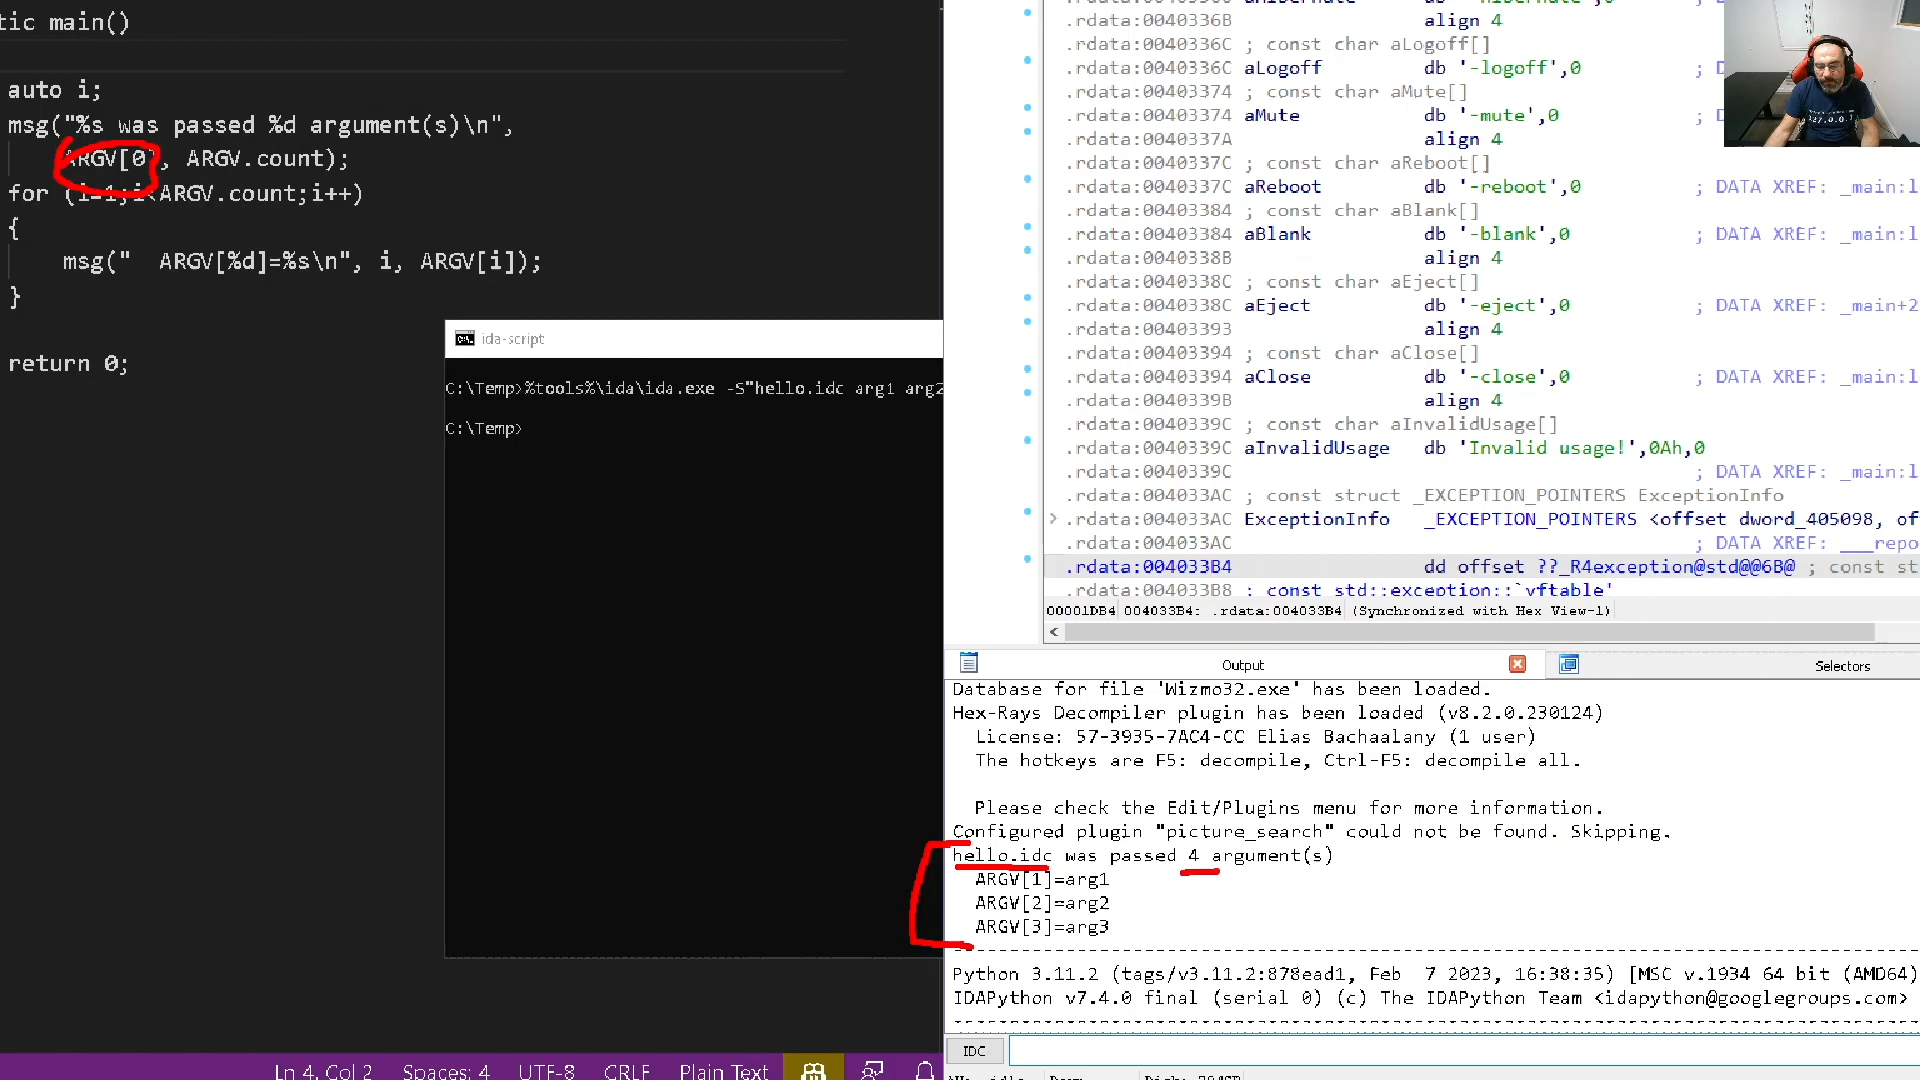 tic main()
auto i;
msg("%s was passed %d argument(s)\n",
ARGV[0], ARGV.count);
for (i=1;i<ARGV.count;i++)
{
msg("  ARGV[%d]=%s\n", i, ARGV[i]);
}
return 0;
ida-script
C:\Temp>%tools%\ida\ida.exe -S"hello.idc arg1 arg2
C:\Temp>
Ln 4, Col 2 Spaces: 4 UTF-8 CRLF Plain Text
.rdata:0040336B align 4
.rdata:0040336C ; const char aLogoff[]
.rdata:0040336C aLogoff db '-logoff',0 ; D
.rdata:00403374 ; const char aMute[]
.rdata:00403374 aMute db '-mute',0 ; D
.rdata:0040337A align 4
.rdata:0040337C ; const char aReboot[]
.rdata:0040337C aReboot db '-reboot',0 ; DATA XREF: _main:l
.rdata:00403384 ; const char aBlank[]
.rdata:00403384 aBlank db '-blank',0 ; DATA XREF: _main:l
.rdata:0040338B align 4
.rdata:0040338C ; const char aEject[]
.rdata:0040338C aEject db '-eject',0 ; DATA XREF: _main+2
.rdata:00403393 align 4
.rdata:00403394 ; const char aClose[]
.rdata:00403394 aClose db '-close',0 ; DATA XREF: _main:l
.rdata:0040339B align 4
.rdata:0040339C ; const char aInvalidUsage[]
.rdata:0040339C aInvalidUsage db 'Invalid usage!',0Ah,0
.rdata:0040339C ; DATA XREF: _main:l
.rdata:004033AC ; const struct _EXCEPTION_POINTERS ExceptionInfo
.rdata:004033AC ExceptionInfo _EXCEPTION_POINTERS <offset dword_405098, of
.rdata:004033AC ; DATA XREF: ___repo
.rdata:004033B4 dd offset ??_R4exception@std@@6B@ ; const st
.rdata:004033B8 ; const std::exception::`vftable'
00001DB4 004033B4: .rdata:004033B4 (Synchronized with Hex View-1)
127.0.0.1
Output
Selectors
Database for file 'Wizmo32.exe' has been loaded.
Hex-Rays Decompiler plugin has been loaded (v8.2.0.230124)
License: 57-3935-7AC4-CC Elias Bachaalany (1 user)
The hotkeys are F5: decompile, Ctrl-F5: decompile all.
Please check the Edit/Plugins menu for more information.
Configured plugin "picture_search" could not be found. Skipping.
hello.idc was passed 4 argument(s)
ARGV[1]=arg1
ARGV[2]=arg2
ARGV[3]=arg3
Python 3.11.2 (tags/v3.11.2:878ead1, Feb  7 2023, 16:38:35) [MSC v.1934 64 bit (AMD64)
IDAPython v7.4.0 final (serial 0) (c) The IDAPython Team <idapython@googlegroups.com>
IDC